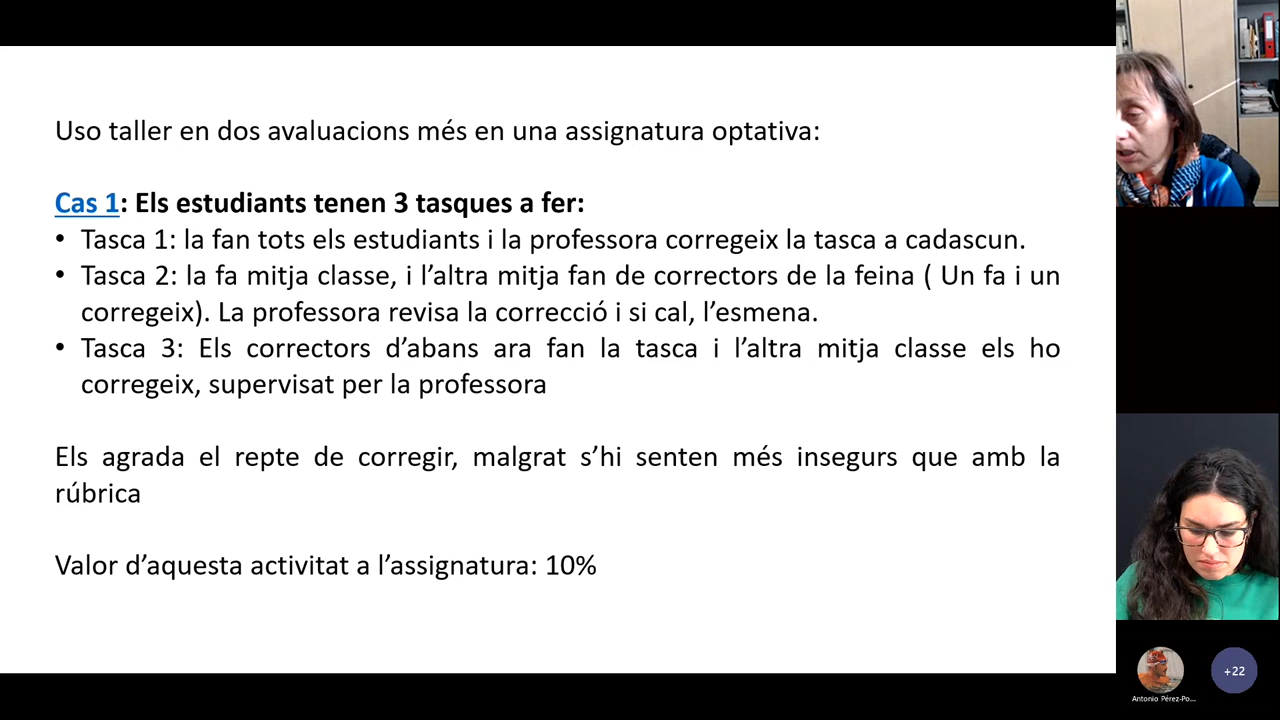 Uso taller en dos avaluacions més en una assignatura optativa:
Cas 1: Els estudiants tenen 3 tasques a fer:
• Tasca 1: la fan tots els estudiants i la professora corregeix la tasca a cadascun.
• Tasca 2: la fa mitja classe, i l’altra mitja fan de correctors de la feina ( Un fa i un
corregeix). La professora revisa la correcció i si cal, l’esmena.
• Tasca 3: Els correctors d’abans ara fan la tasca i l’altra mitja classe els ho
corregeix, supervisat per la professora
Els agrada el repte de corregir, malgrat s’hi senten més insegurs que amb la
rúbrica
Valor d’aquesta activitat a l’assignatura: 10%
+22
Antonio Pérez-Po...